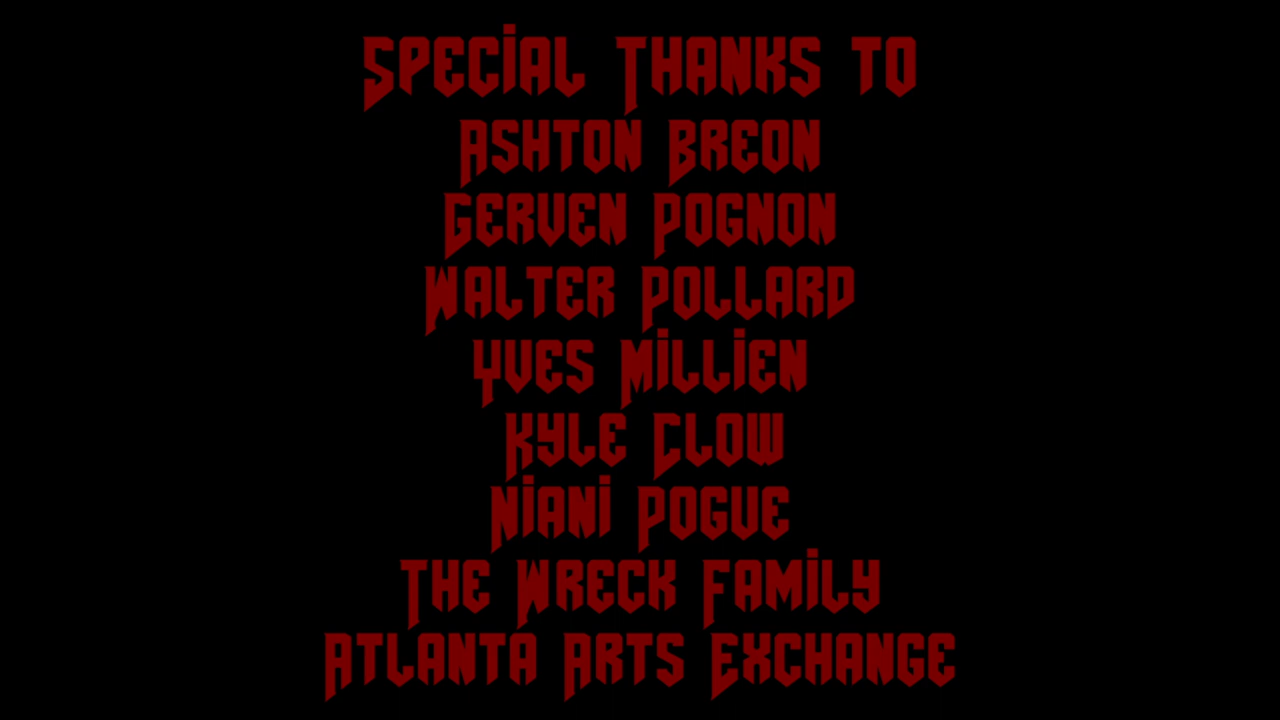 Special Thanks to
Ashton Breon
Gerven Pognon
Walter Pollard
Yves Millien
Kyle Clow
Niani Pogue
The Wreck Family
Atlanta Arts Exchange